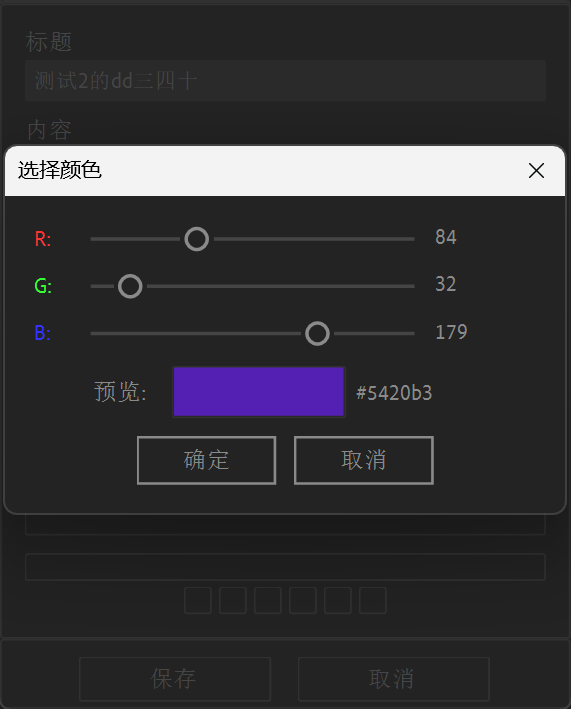 标题
测试2的dd三四十
内容
选择颜色
R: 84
G: 32
B: 179
预览: #5420b3
确定 取消
保存 取消